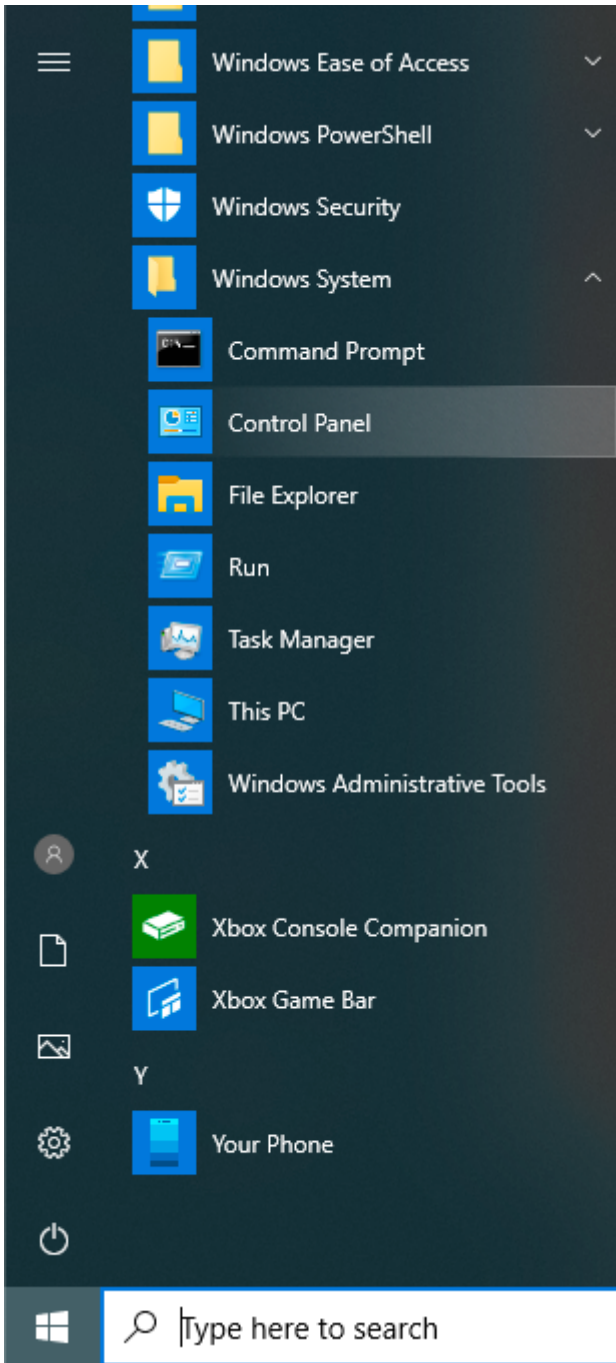 Windows Ease of Access
Windows PowerShell
Windows Security
Windows System
Command Prompt
Control Panel
File Explorer
Run
Task Manager
This PC
Windows Administrative Tools
X
Xbox Console Companion
Xbox Game Bar
Y
Your Phone
Type here to search